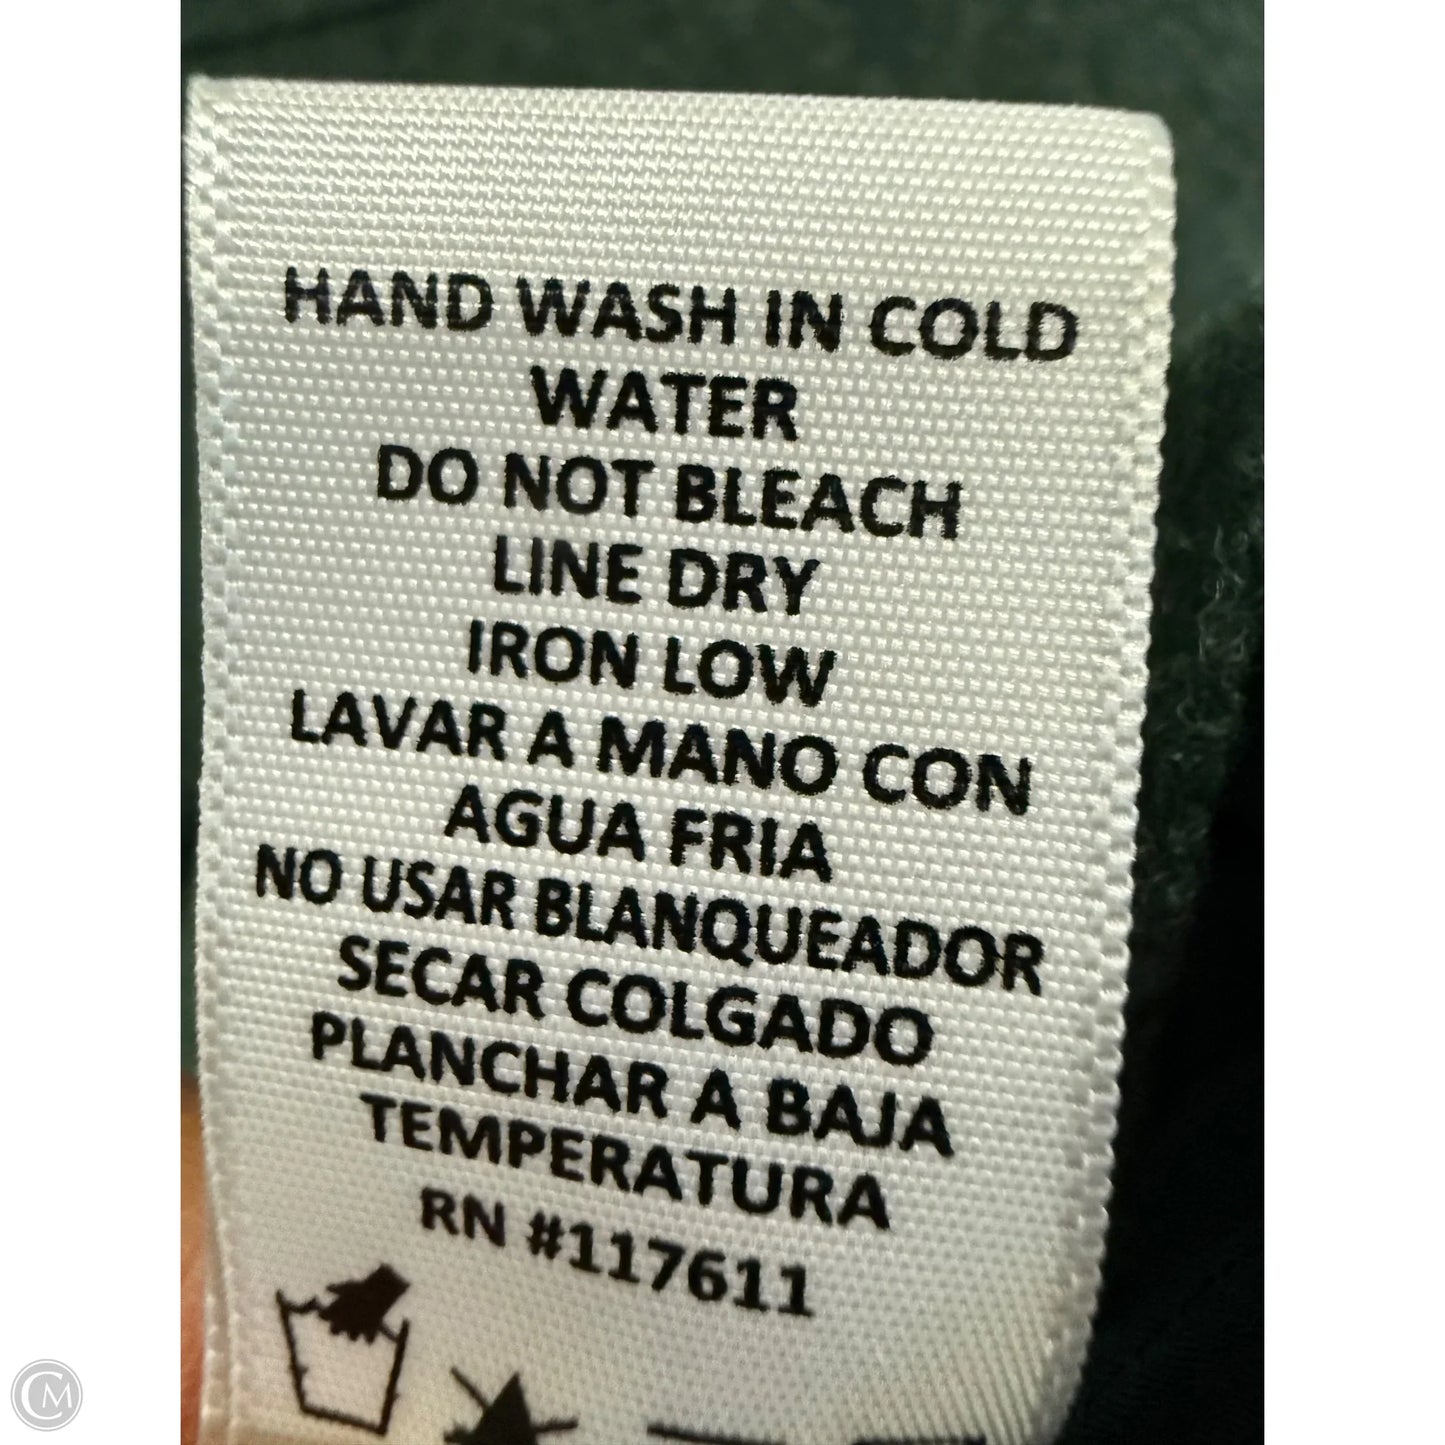 HAND WASH IN COLD
WATER
DO NOT BLEACH
LINE DRY
IRON LOW
LAVAR A MANO CON
AGUA FRIA
NO USAR BLANQUEADOR
SECAR COLGADO
PLANCHAR A BAJA
TEMPERATURA
RN #117611
CM